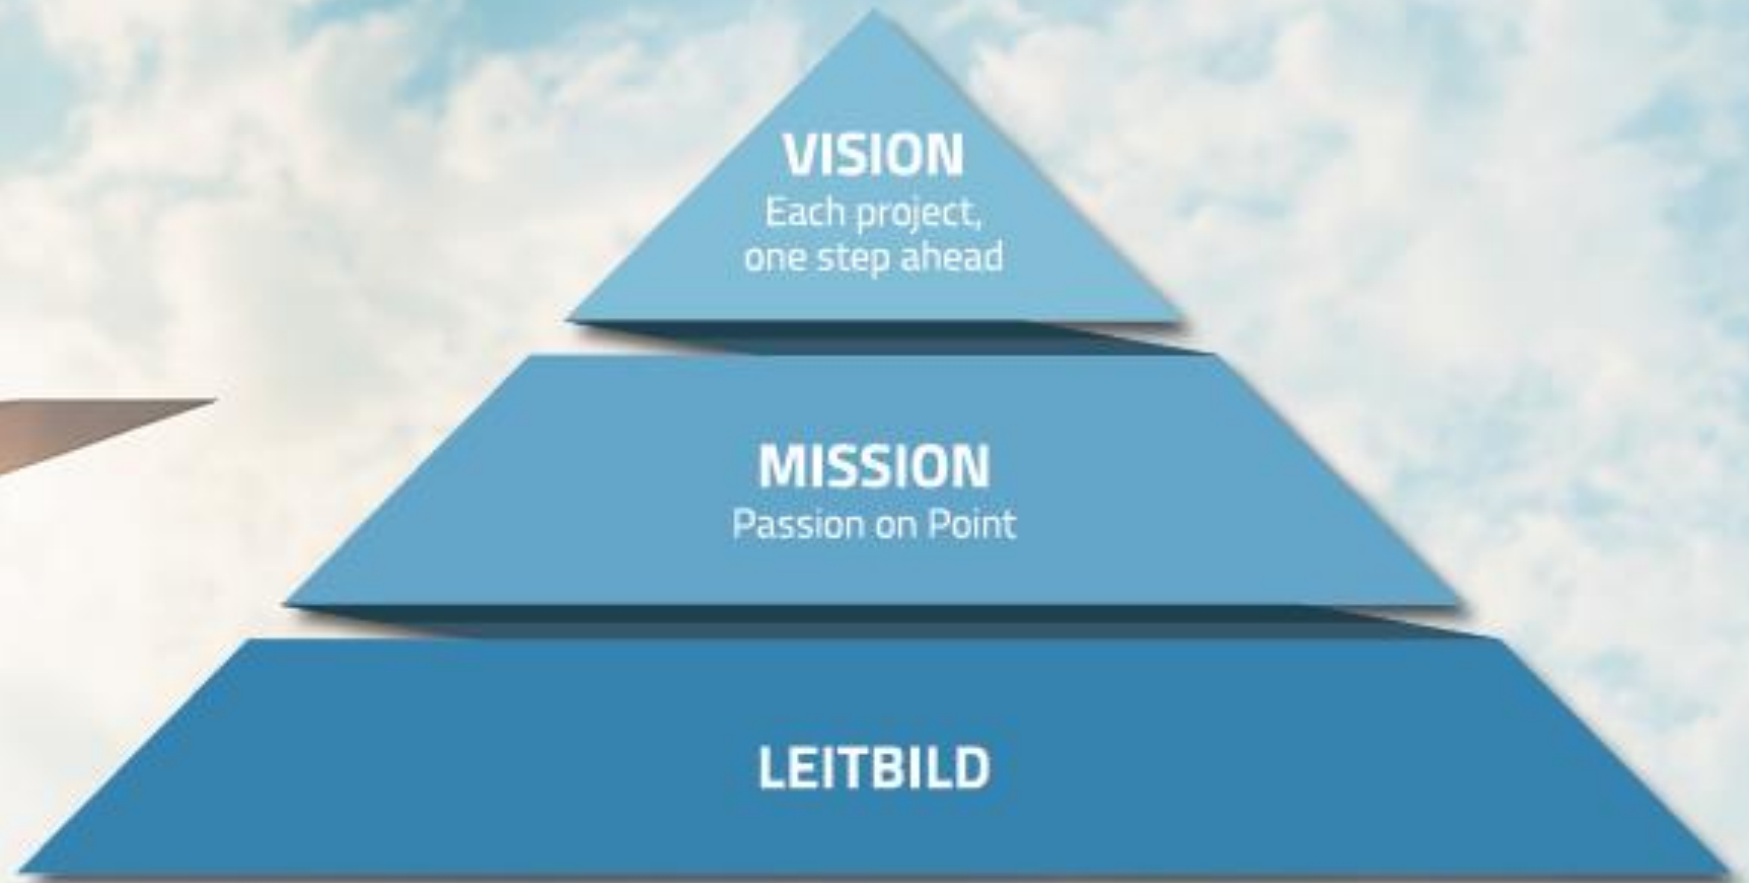 VISION
Each project,
one step ahead
MISSION
Passion on Point
LEITBILD